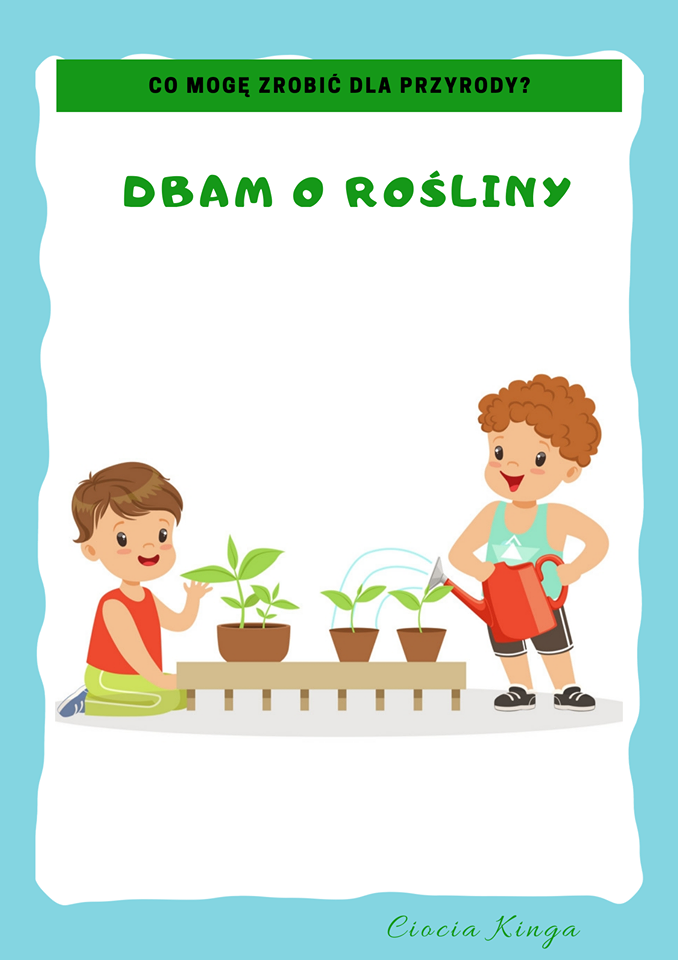 CO MOGĘ ZROBIĆ DLA PRZYRODY?
DBAM O ROŚLINY
Ciocia Kinga